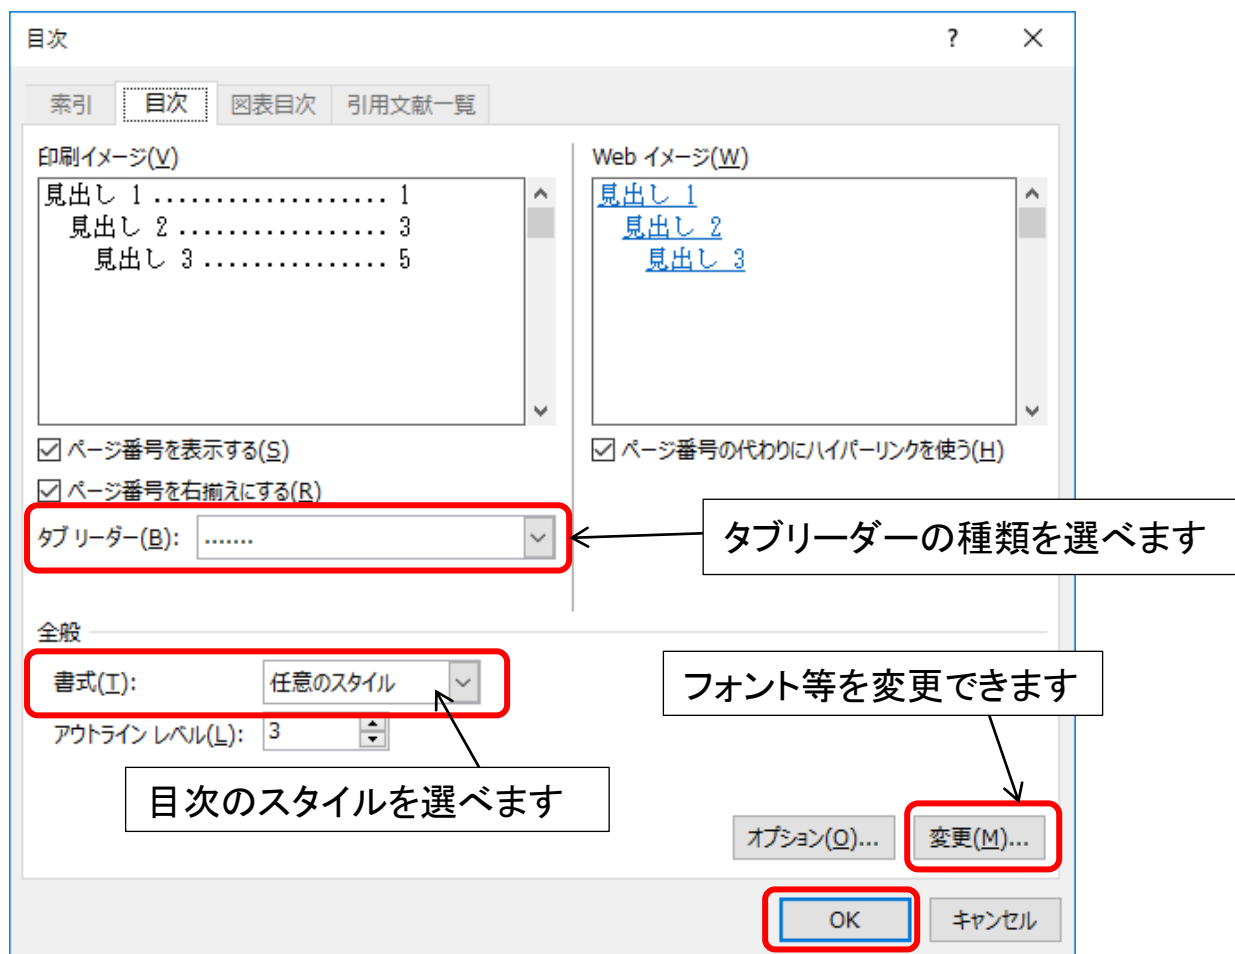 目次 ?
索引 目次 図表目次 引用文献一覧
印刷イメージ(V)
見出し 1 ................... 1
見出し 2 ................. 3
見出し 3 ............... 5
Web イメージ(W)
見出し 1
見出し 2
見出し 3
ページ番号を表示する(S)
ページ番号を右揃えにする(R)
ページ番号の代わりにハイパーリンクを使う(H)
タブ リーダー(B): .......
タブリーダーの種類を選べます
全般
書式(T): 任意のスタイル
フォント等を変更できます
アウトライン レベル(L): 3
目次のスタイルを選べます
オプション(O)... 変更(M)...
OK キャンセル